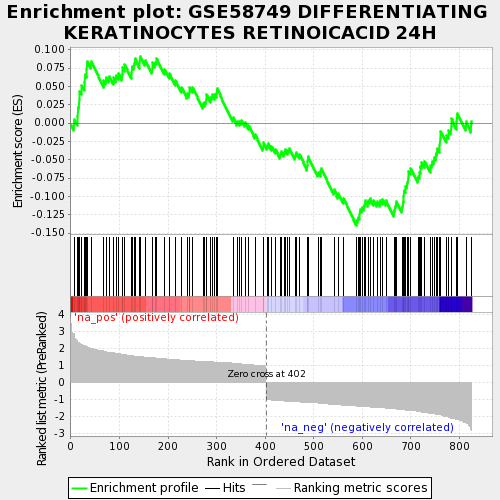 Enrichment plot: GSE58749 DIFFERENTIATING
KERATINOCYTES RETINOICACID 24H
Enrichment score (ES)
0.100
0.075
0.050
0.025
0.000
-0.025
-0.050
-0.075
-0.100
-0.125
-0.150
'na_pos' (positively correlated)
Ranked list metric (PreRanked)
4
3
2
1
0
-1
-2
-3
Zero cross at 402
'na_neg' (negatively correlated)
0 100 200 300 400 500 600 700 800
Rank in Ordered Dataset
Enrichment profile Hits Ranking metric scores